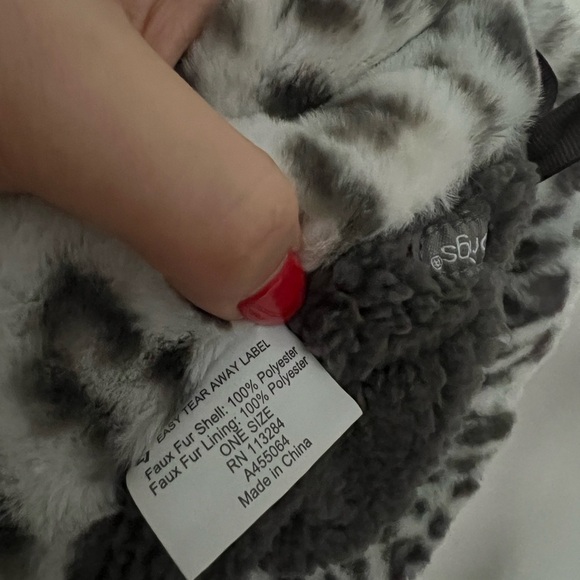 EASY TEAR AWAY LABEL
Faux Fur Shell: 100% Polyester
Faux Fur Lining: 100% Polyester
ONE SIZE
RN 113284
A455064
Made in China